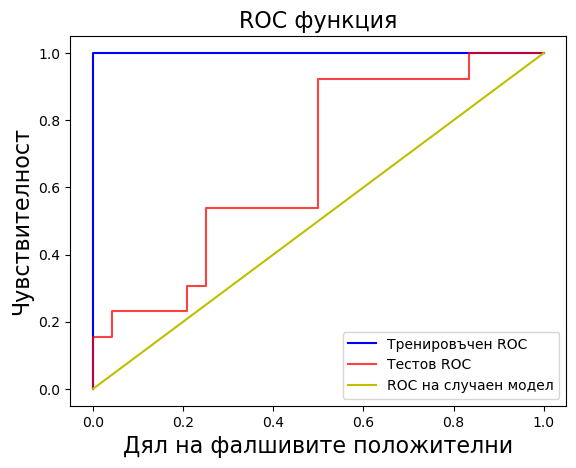 ROC функция
Чувствителност
1.0
0.8
0.6
0.4
0.2
0.0
Тренировъчен ROC
Тестов ROC
ROC на случаен модел
0.0 0.2 0.4 0.6 0.8 1.0
Дял на фалшивите положителни